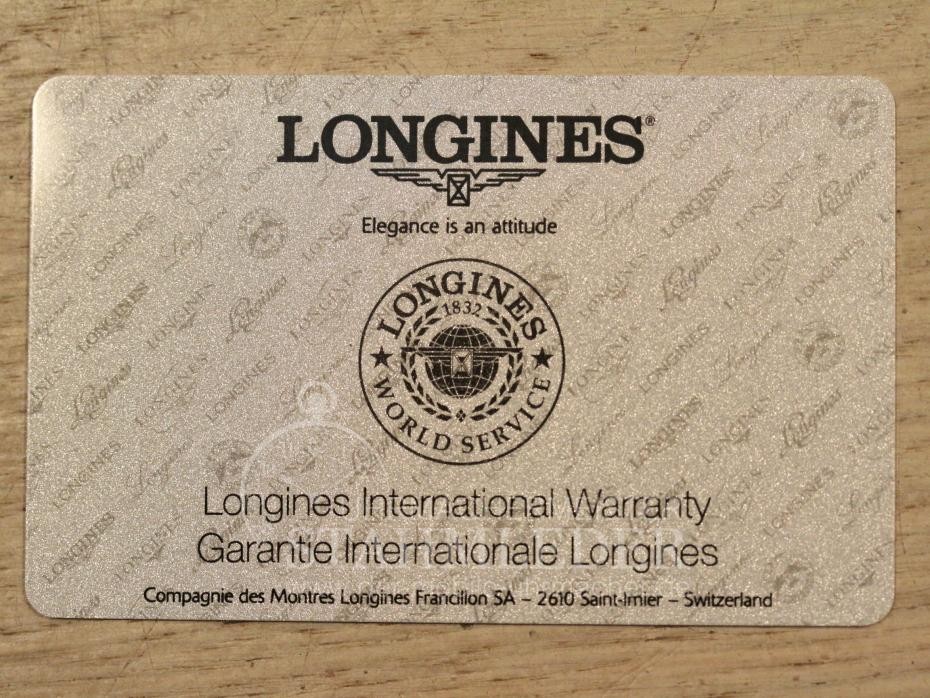 LONGINES®
Elegance is an attitude
LONGINES
1832
WORLD SERVICE
Longines International Warranty
Garantie Internationale Longines
Compagnie des Montres Longines Francillon SA – 2610 Saint-Imier – Switzerland